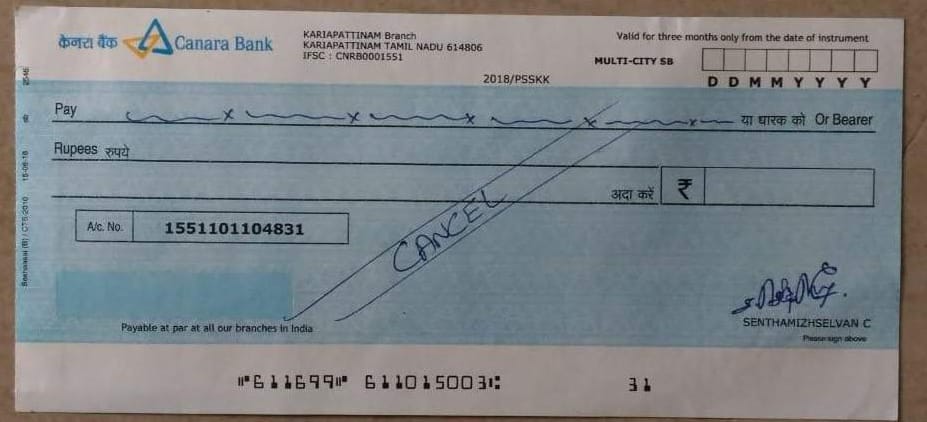 केनरा बैंक Canara Bank
KARIAPATTINAM Branch
KARIAPATTINAM TAMIL NADU 614806
IFSC : CNRB0001551
Valid for three months only from the date of instrument
MULTI-CITY SB
D D M M Y Y Y Y
2018/PSSKK
Pay या धारक को Or Bearer
Rupees रुपये
अदा करें ₹
A/c. No. 1551101104831
CANCEL
Payable at par at all our branches in India
SENTHAMIZHSELVAN C
Please sign above
⑈611699⑈ 611015003⑆ 31